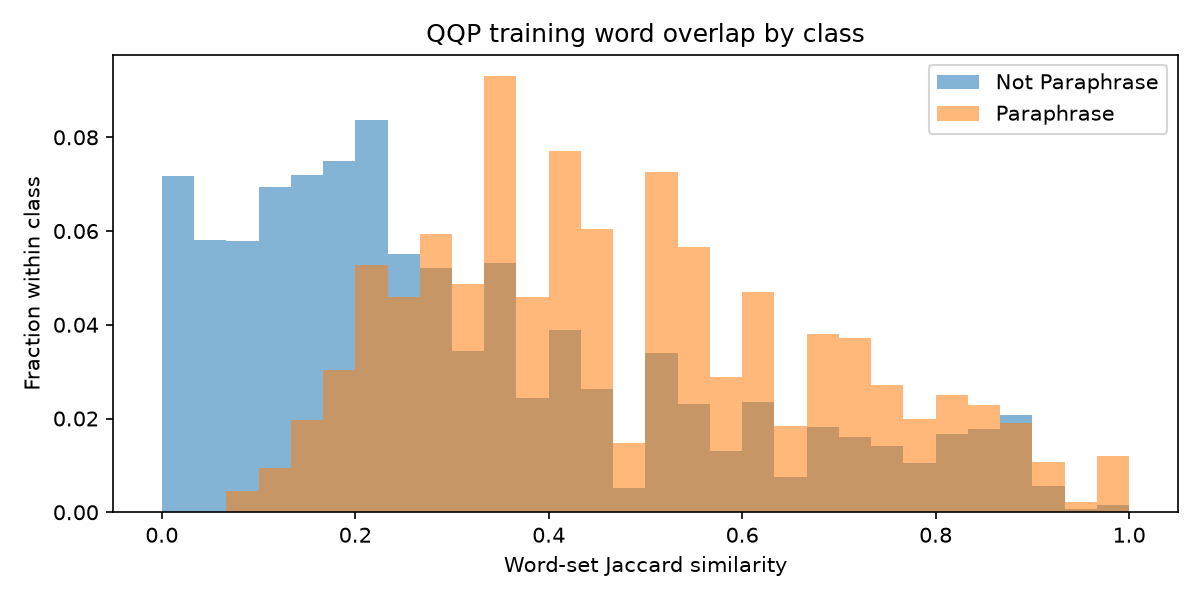 QQP training word overlap by class
Not Paraphrase
Paraphrase
Fraction within class
0.08
0.06
0.04
0.02
0.00
0.0 0.2 0.4 0.6 0.8 1.0
Word-set Jaccard similarity